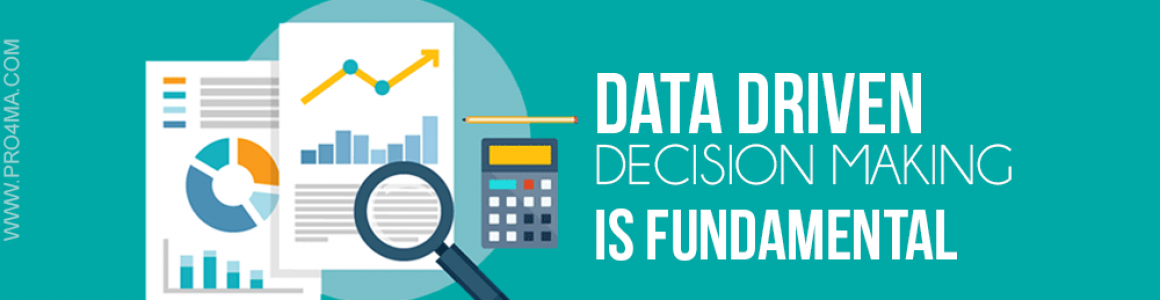 WWW.PRO4MA.COM
DATA DRIVEN
DECISION MAKING
IS FUNDAMENTAL